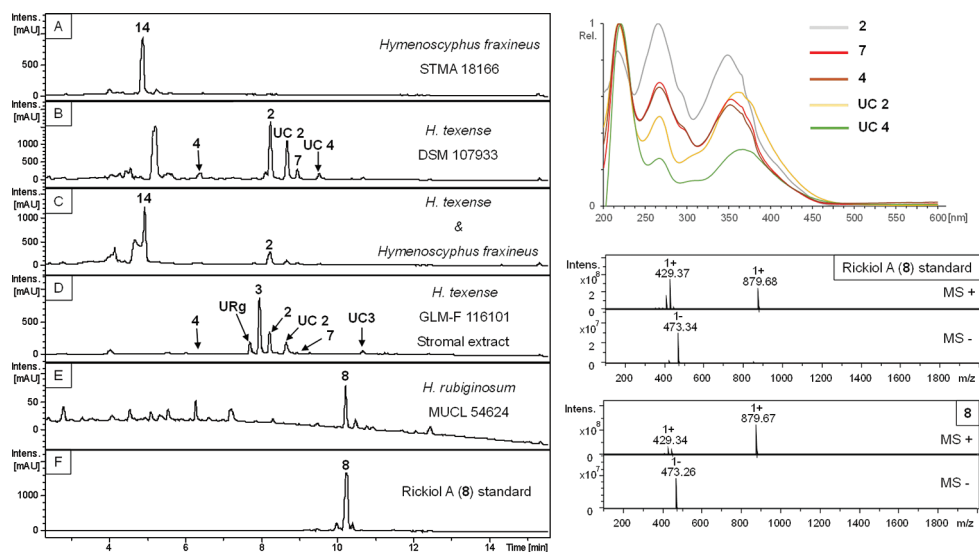 Intens.
[mAU]
A
14
Hymenoscyphus fraxineus
STMA 18166
500
0
Intens.
[mAU]
B
2
UC 2
4
7
UC 4
H. texense
DSM 107933
1000
500
0
Intens.
[mAU]
C
14
2
H. texense
&
Hymenoscyphus fraxineus
1000
500
0
Intens.
[mAU]
D
3
URg
2
4
UC 2
7
UC3
H. texense
GLM-F 116101
Stromal extract
500
0
Intens.
[mAU]
E
8
H. rubiginosum
MUCL 54624
50
0
Intens.
[mAU]
F
8
Rickiol A (8) standard
1000
0
4 6 8 10 12 14 Time [min]
1
Rel.
0
2
7
4
UC 2
UC 4
200 250 300 350 400 450 500 550 600 [nm]
Intens.
x10⁸
2
0
1+
429.37
1+
879.68
Rickiol A (8) standard
MS +
x10⁷
2
0
1-
473.34
MS -
200 400 600 800 1000 1200 1400 1600 1800 m/z
Intens.
x10⁸
0
1+
429.34
1+
879.67
8
MS +
x10⁷
0
1-
473.26
MS -
200 400 600 800 1000 1200 1400 1600 1800 m/z